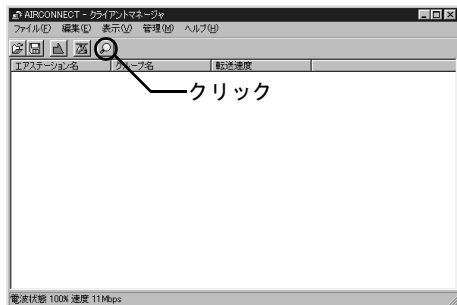 AIRCONNECT - クライアントマネージャ
ファイル(F) 編集(E) 表示(V) 管理(M) ヘルプ(H)
エアステーション名 グループ名 転送速度
クリック
電波状態 100% 速度 11Mbps